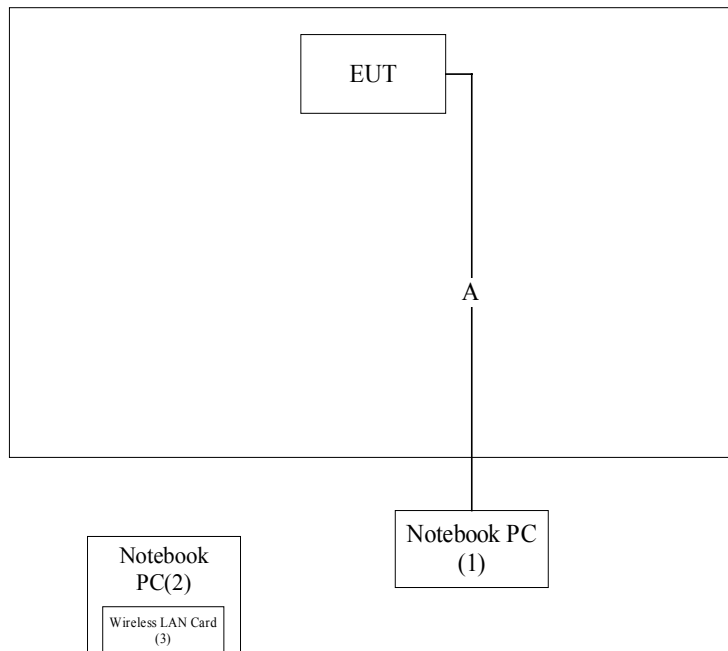 EUT
A
Notebook PC
(1)
Notebook
PC(2)
Wireless LAN Card
(3)